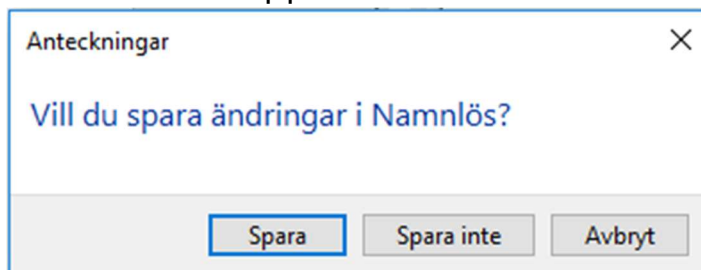 Anteckningar
Vill du spara ändringar i Namnlös?
Spara Spara inte Avbryt